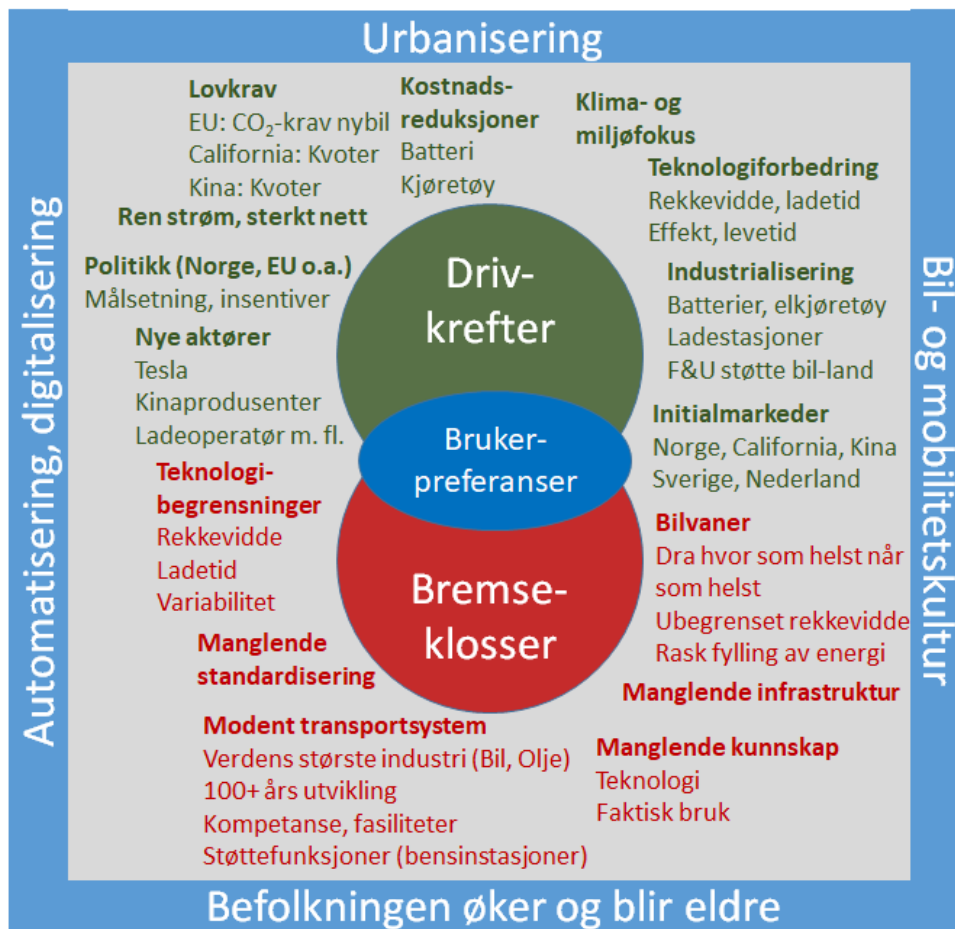 Urbanisering
Lovkrav
EU: CO₂-krav nybil
California: Kvoter
Kina: Kvoter
Kostnads-
reduksjoner
Batteri
Kjøretøy
Klima- og
miljøfokus
Teknologiforbedring
Rekkevidde, ladetid
Effekt, levetid
Ren strøm, sterkt nett
Politikk (Norge, EU o.a.)
Målsetning, insentiver
Nye aktører
Tesla
Kinaprodusenter
Ladeoperatør m. fl.
Driv-
krefter
Industrialisering
Batterier, elkjøretøy
Ladestasjoner
F&U støtte bil-land
Initialmarkeder
Norge, California, Kina
Sverige, Nederland
Bruker-
preferanser
Teknologi-
begrensninger
Rekkevidde
Ladetid
Variabilitet
Manglende
standardisering
Bremse-
klosser
Bilvaner
Dra hvor som helst når
som helst
Ubegrenset rekkevidde
Rask fylling av energi
Manglende infrastruktur
Modent transportsystem
Verdens største industri (Bil, Olje)
100+ års utvikling
Kompetanse, fasiliteter
Støttefunksjoner (bensinstasjoner)
Manglende kunnskap
Teknologi
Faktisk bruk
Automatisering, digitalisering
Bil- og mobilitetskultur
Befolkningen øker og blir eldre